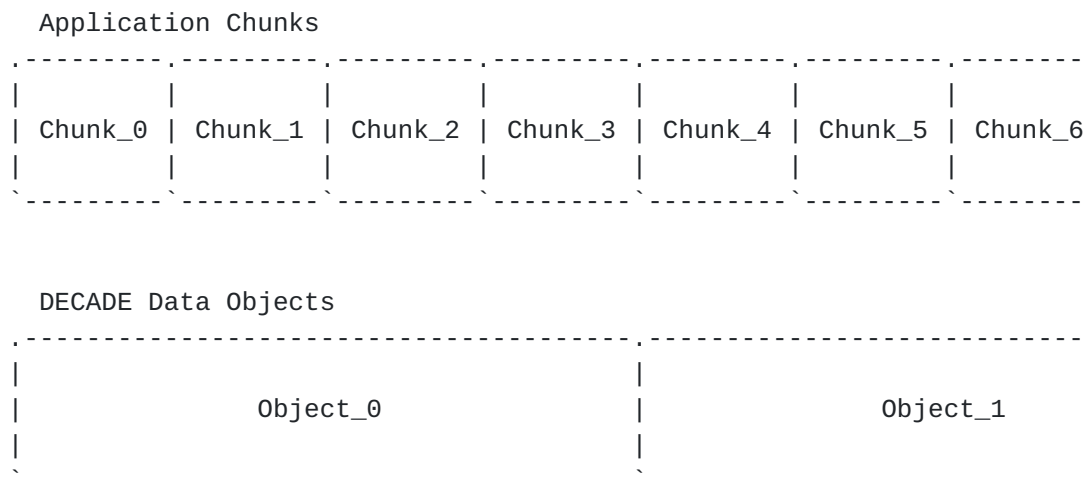 Application Chunks
.---------.---------.---------.---------.---------.---------.--------
|         |         |         |         |         |         |
| Chunk_0 | Chunk_1 | Chunk_2 | Chunk_3 | Chunk_4 | Chunk_5 | Chunk_6
|         |         |         |         |         |         |
`---------`---------`---------`---------`---------`---------`--------
DECADE Data Objects
.---------------------------------------.----------------------------
|                                       |
|               Object_0                |               Object_1
|                                       |
`                                       `